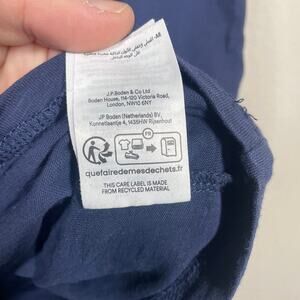 J.P.Boden & Co Ltd
Boden House, 114-120 Victoria Road,
London, NW10 6NY
JP Boden (Netherlands) BV,
Konnetlaantje 4, 1435HW Rijsenhout
FR
quefairedemesdechets.fr
THIS CARE LABEL IS MADE
FROM RECYCLED MATERIAL